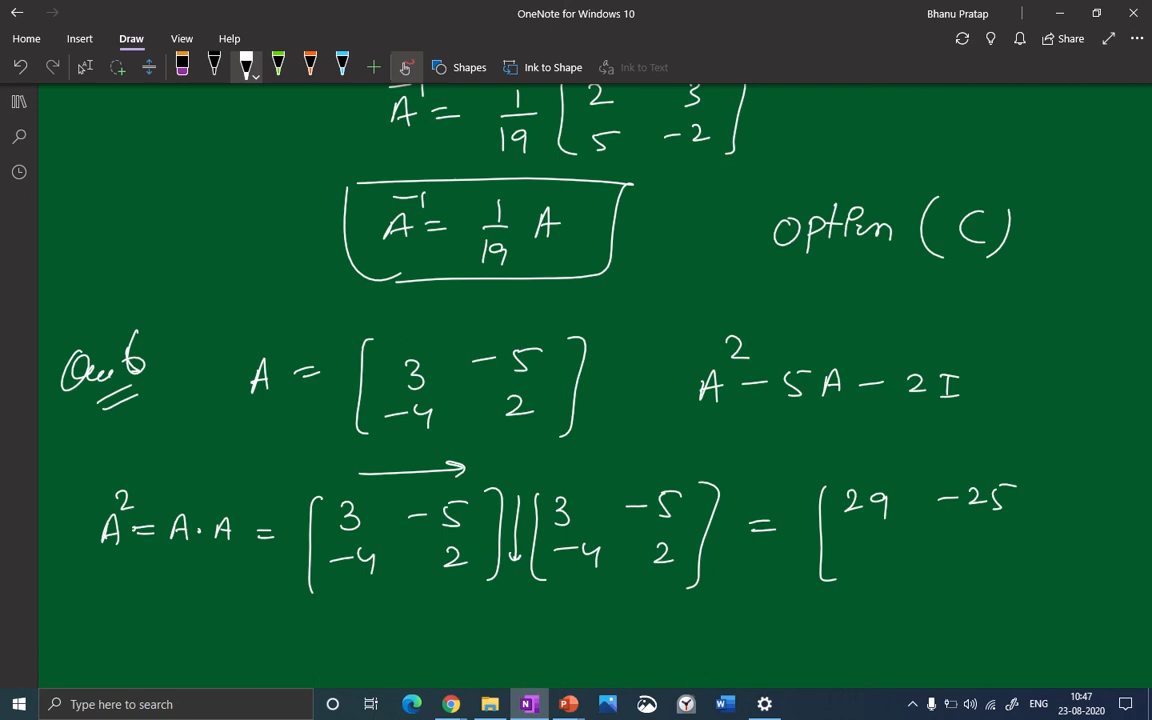 OneNote for Windows 10
Bhanu Pratap
Home Insert Draw View Help
Share
Shapes Ink to Shape Ink to Text
A⁻¹ = 1/19 [ 2 3
5 -2 ]
A⁻¹ = 1/19 A
option (C)
Qu 6 A = [ 3 -5
-4 2 ] A² - 5A - 2I
A² = A·A = [ 3 -5 ] [ 3 -5 ] = [ 29 -25
-4 2 -4 2
Type here to search
ENG
10:47
23-08-2020